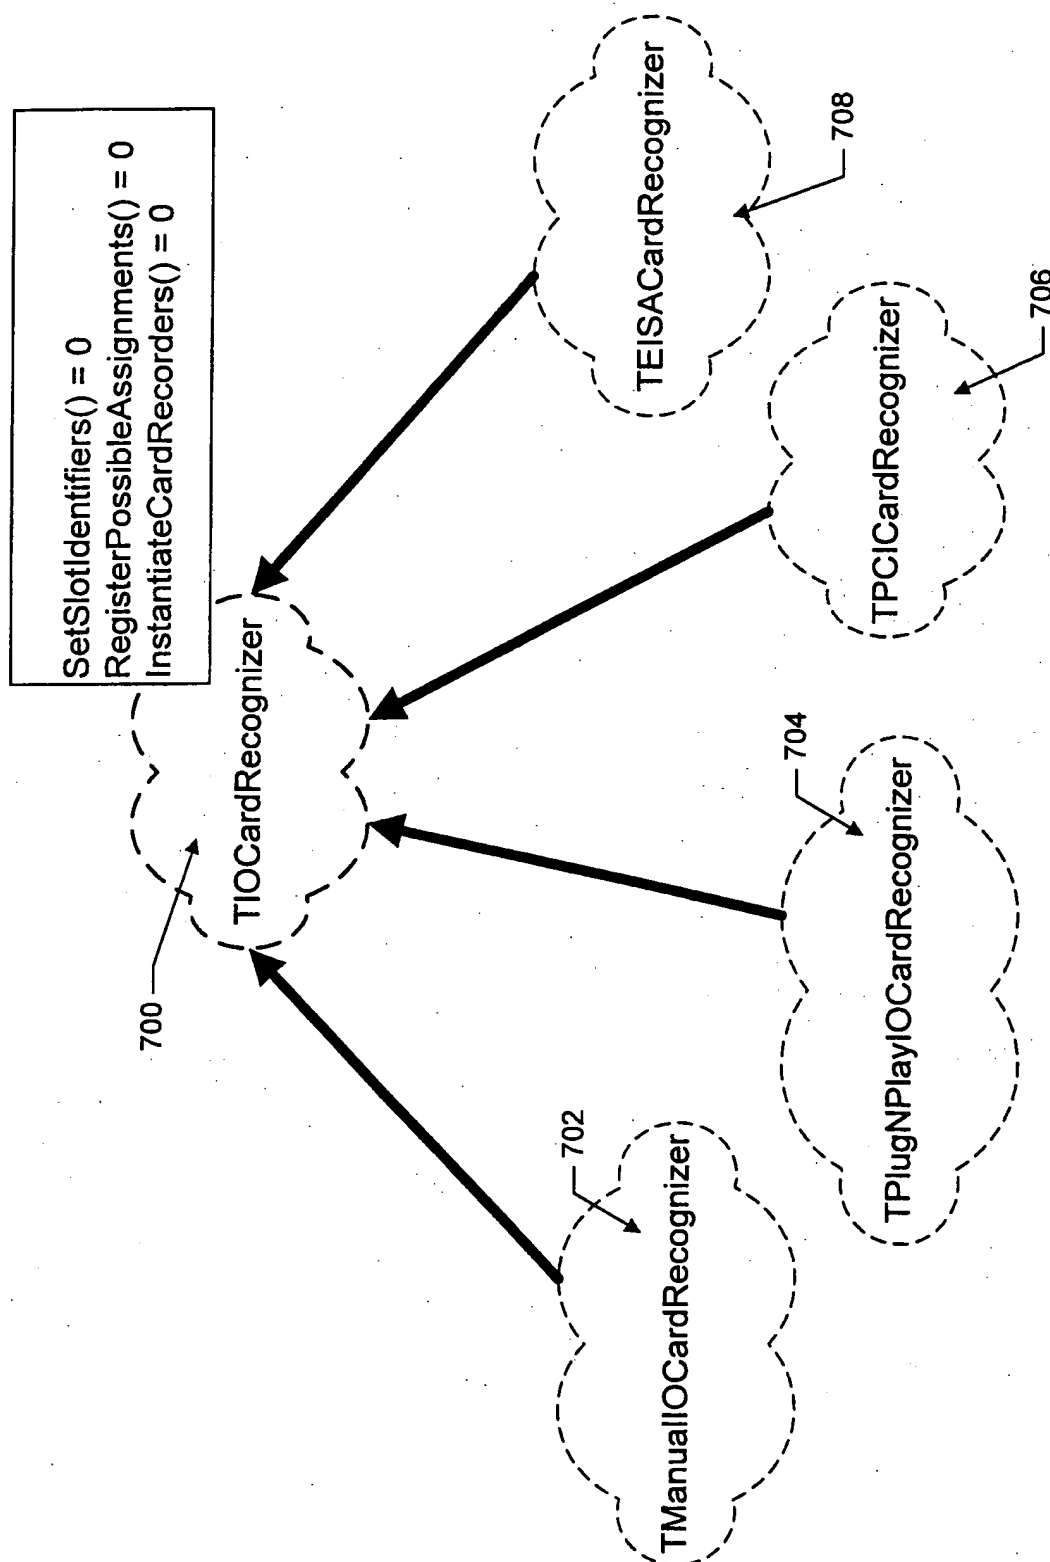 SetSlotIdentifiers() = 0
RegisterPossibleAssignments() = 0
InstantiateCardRecorders() = 0
TIOCardRecognizer
700
702
TManualIOCardRecognizer
704
TPlugNPlayIOCardRecognizer
TPCICardRecognizer
706
TEISACardRecognizer
708